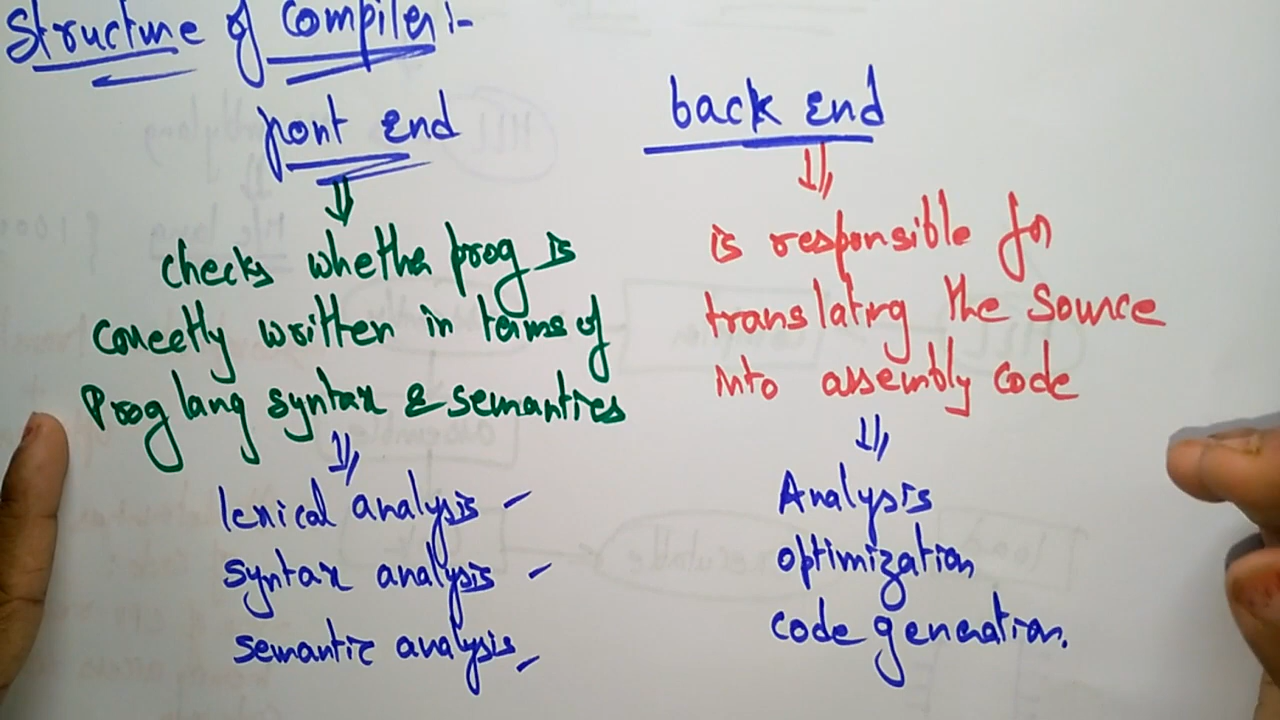 Structure of Compiler:-
front end
checks whether prog is
correctly written in terms of
Prog lang syntax & semantics
lexical analysis
syntax analysis
semantic analysis
back end
is responsible for
translating the source
into assembly code
Analysis
optimization
code generation.